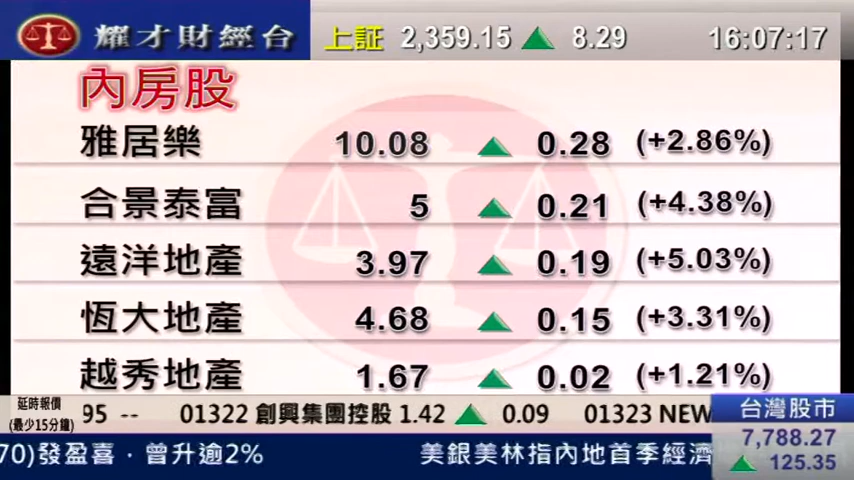 耀才財經台 上証 2,359.15 8.29 16:07:17
內房股
雅居樂 10.08 0.28 (+2.86%)
合景泰富 5 0.21 (+4.38%)
遠洋地產 3.97 0.19 (+5.03%)
恆大地產 4.68 0.15 (+3.31%)
越秀地產 1.67 0.02 (+1.21%)
延時報價
(最少15分鐘)
95 -- 01322 創興集團控股 1.42 0.09 01323 NEW
台灣股市
7,788.27
125.35
70)發盈喜．曾升逾2% 美銀美林指內地首季經濟